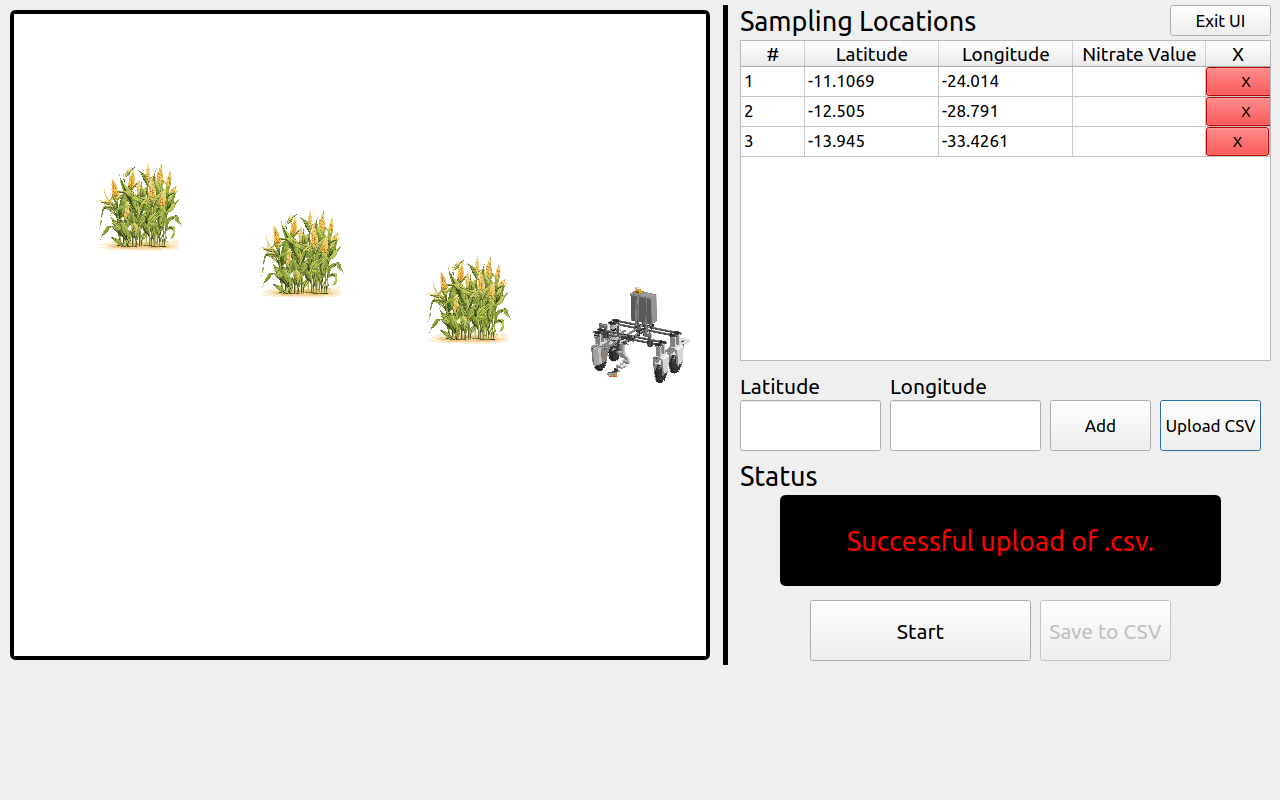 Sampling Locations Exit UI
# Latitude Longitude Nitrate Value X
1 -11.1069 -24.014 X
2 -12.505 -28.791 X
3 -13.945 -33.4261 X
Latitude Longitude
Add Upload CSV
Status
Successful upload of .csv.
Start Save to CSV